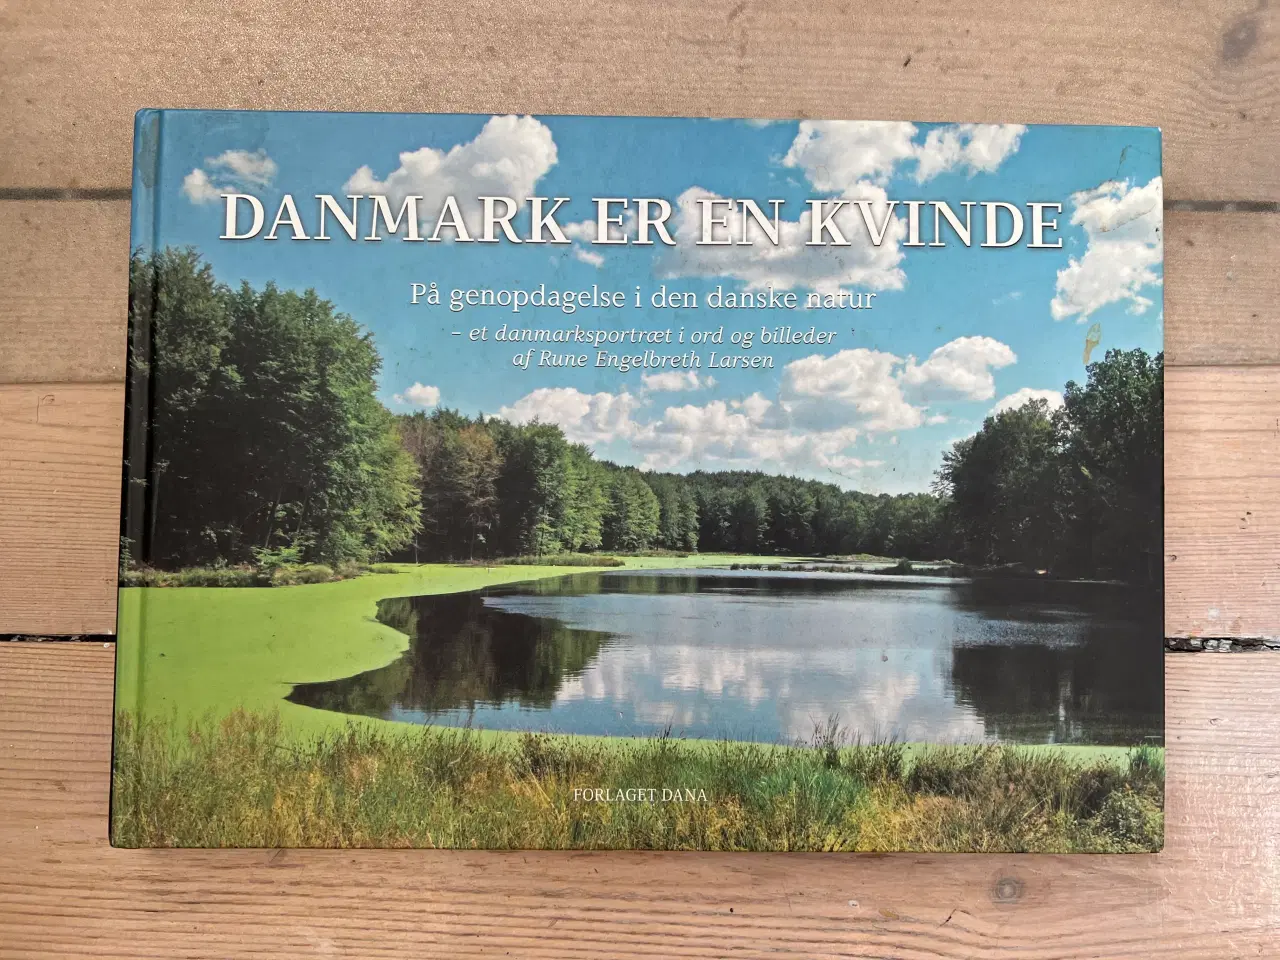 DANMARK ER EN KVINDE
På genopdagelse i den danske natur
– et danmarksportræt i ord og billeder
af Rune Engelbreth Larsen
FORLAGET DANA